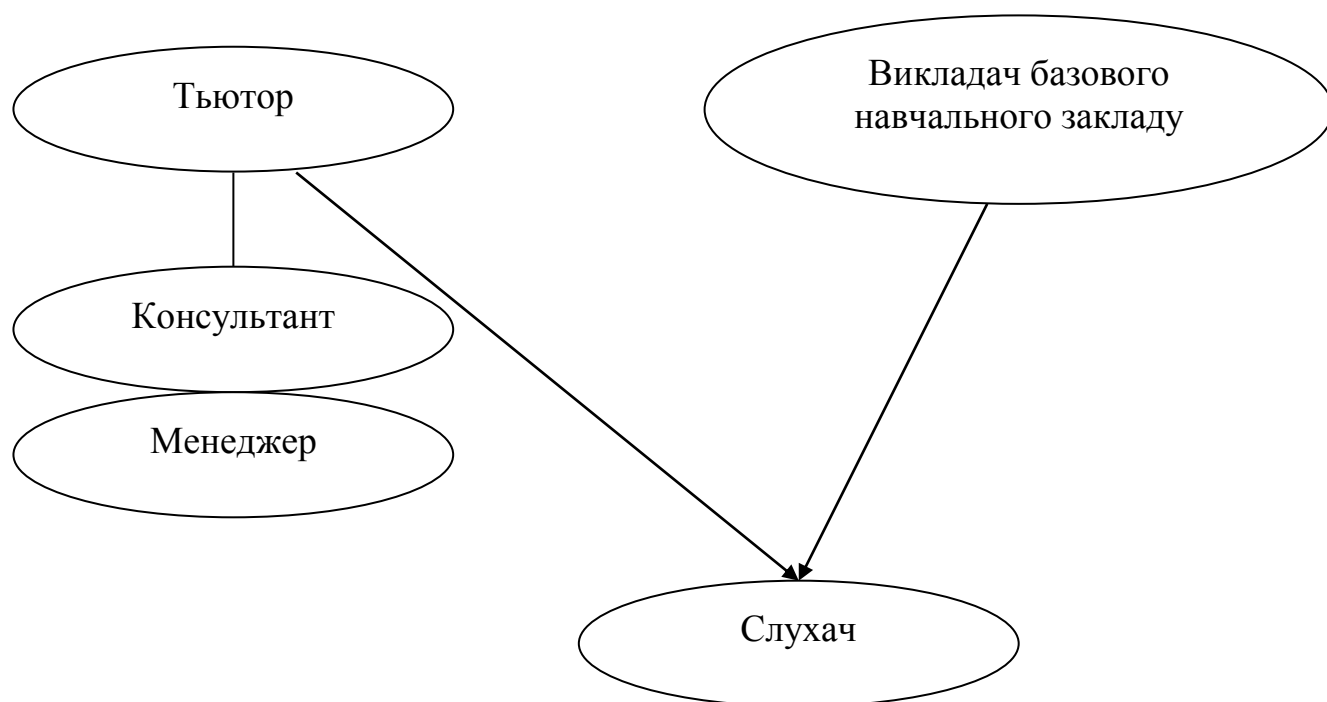 Тьютор
Викладач базового
навчального закладу
Консультант
Менеджер
Слухач